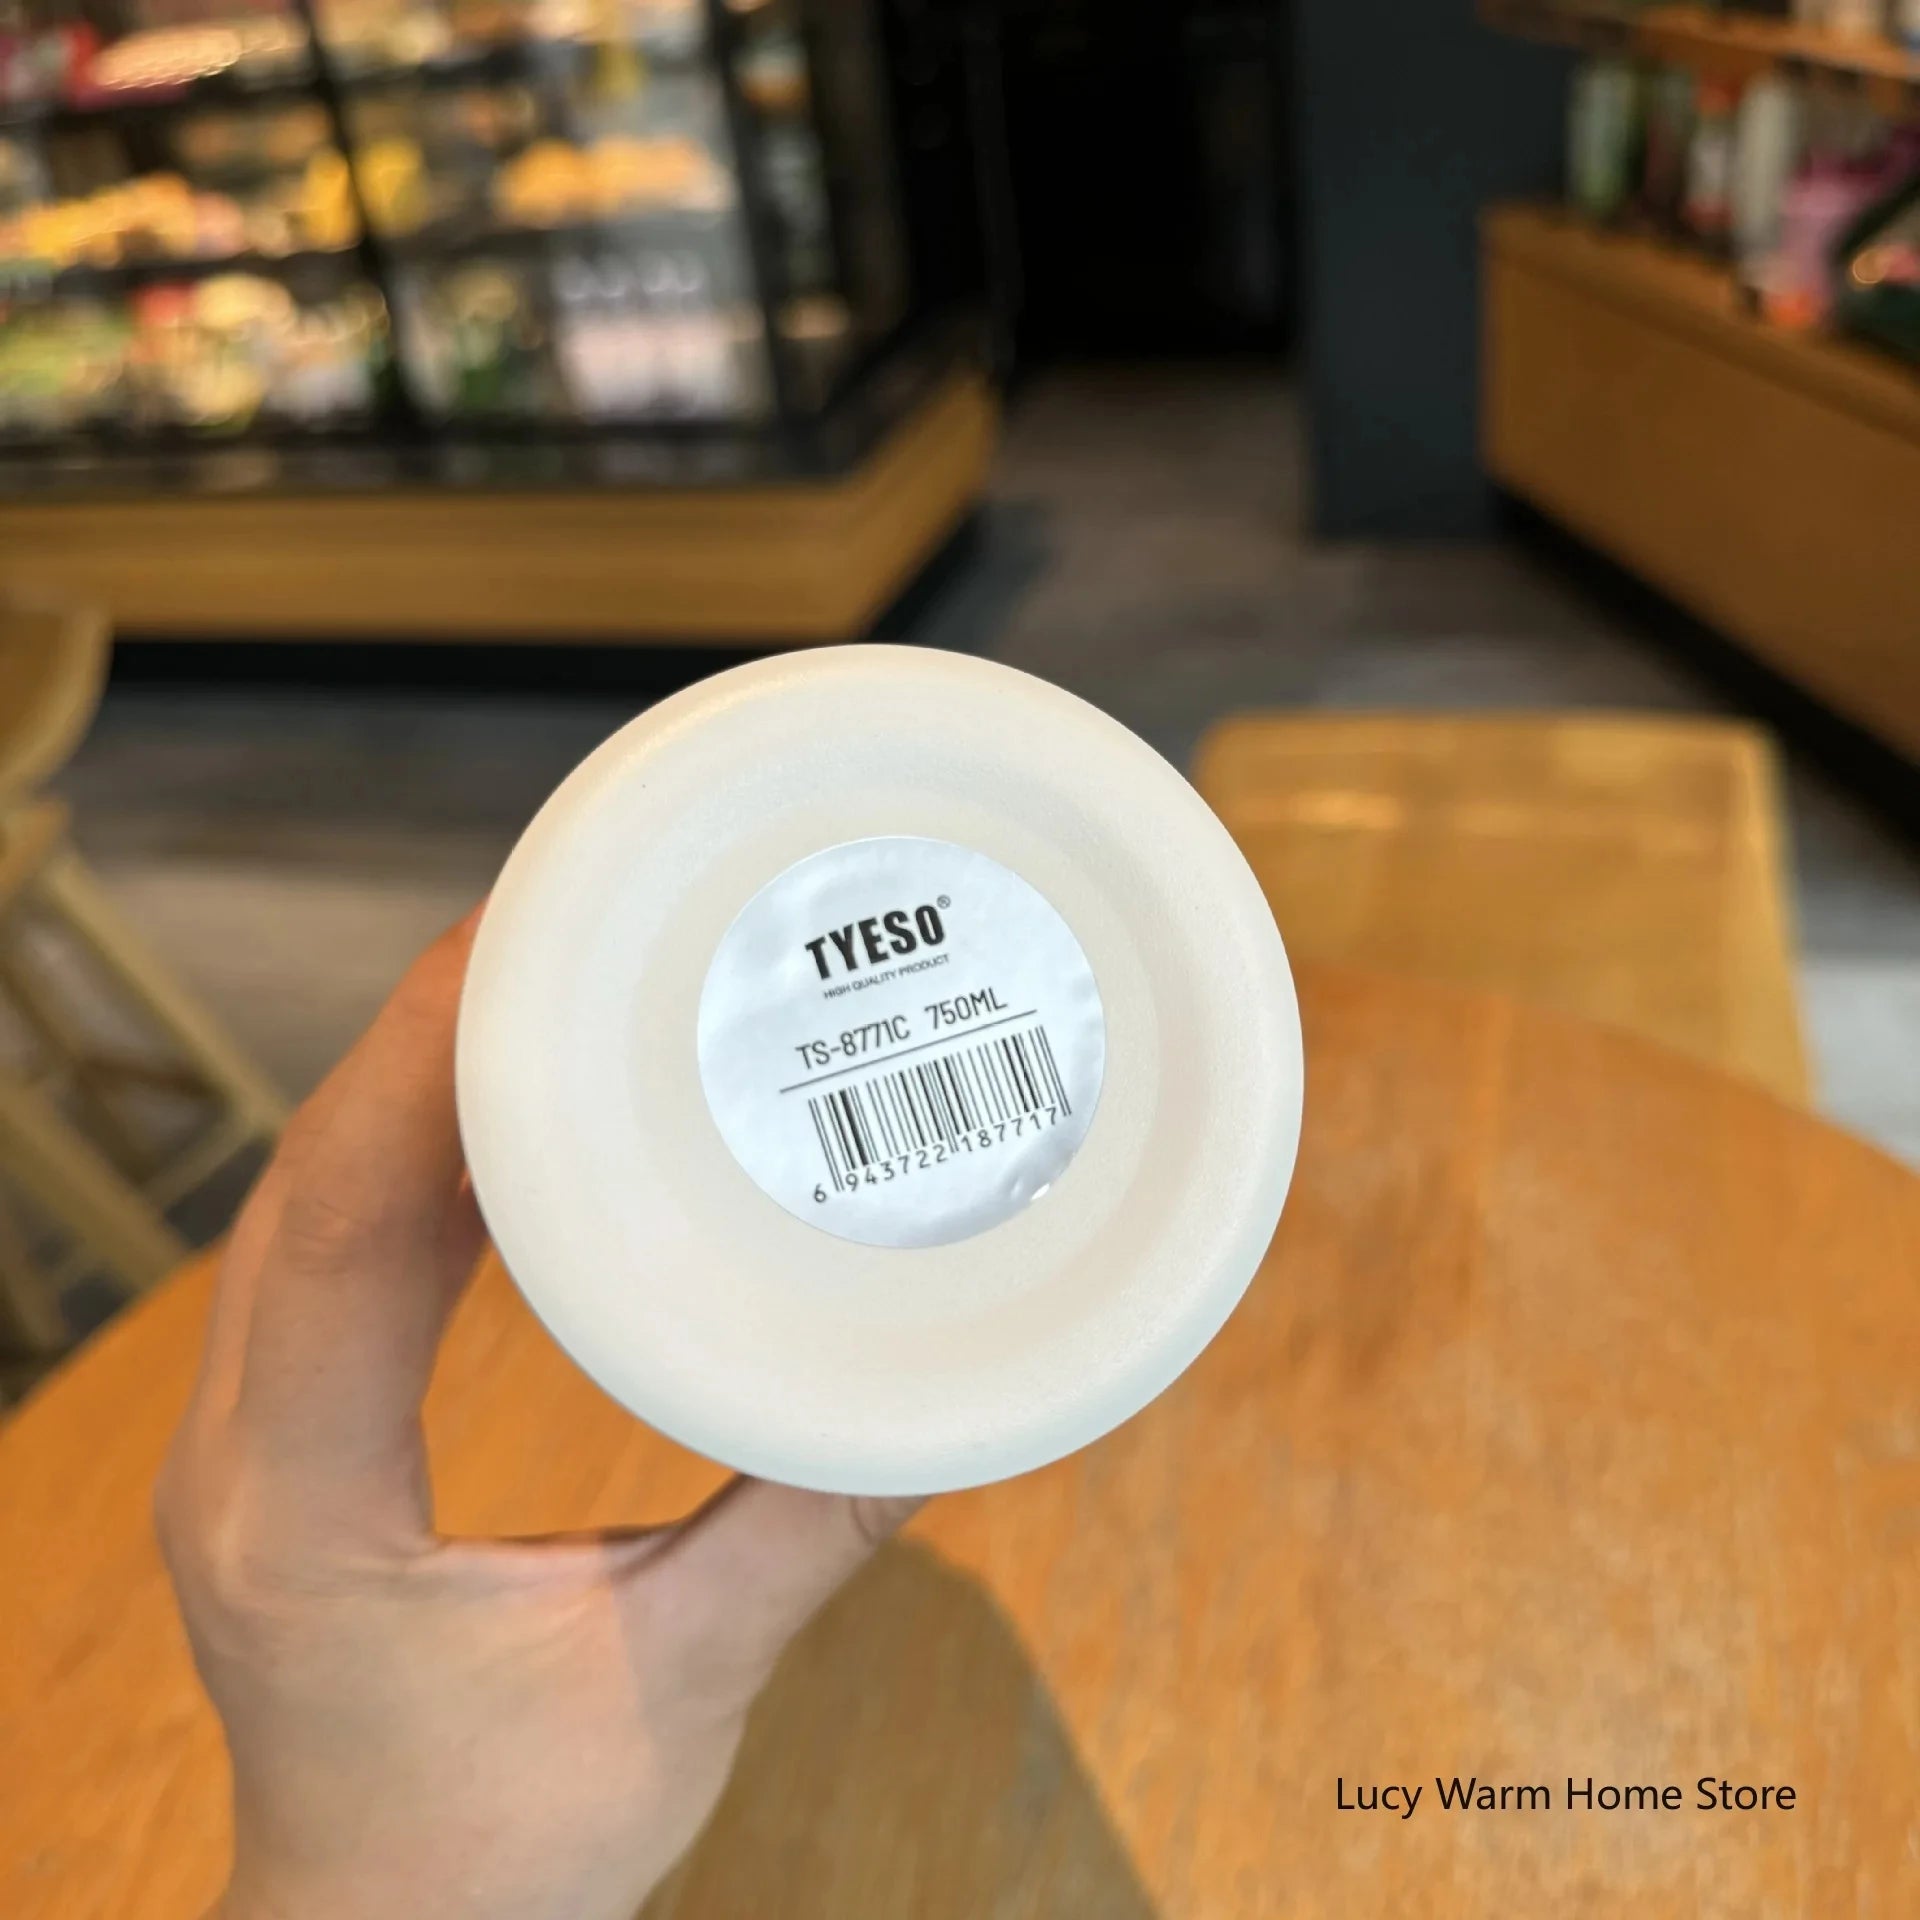 TYESO®
HIGH QUALITY PRODUCT
TS-8771C 750ML
6 943722 187717
Lucy Warm Home Store